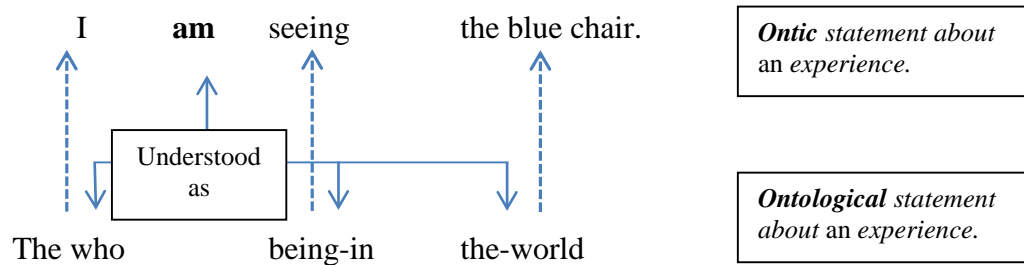 I am seeing the blue chair.
Ontic statement about
an experience.
Understood
as
Ontological statement
about an experience.
The who being-in the-world